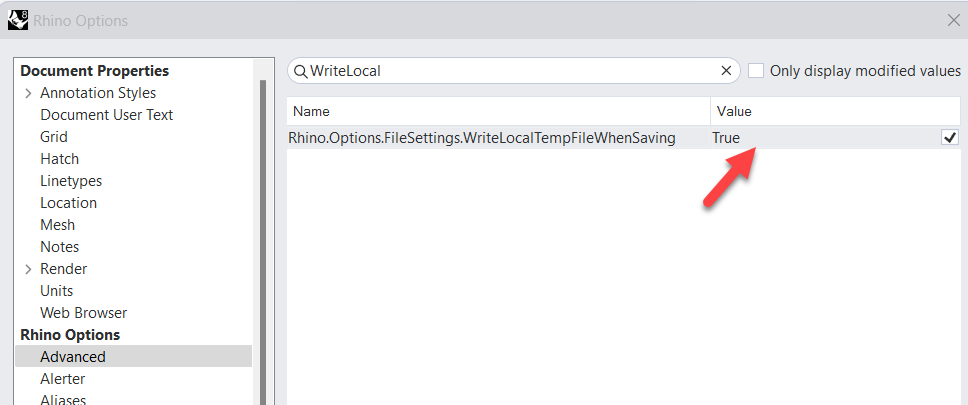 8
Rhino Options
Document Properties
Annotation Styles
Document User Text
Grid
Hatch
Linetypes
Location
Mesh
Notes
Render
Units
Web Browser
Rhino Options
Advanced
Alerter
Aliases
WriteLocal
Only display modified values
Name Value
Rhino.Options.FileSettings.WriteLocalTempFileWhenSaving True